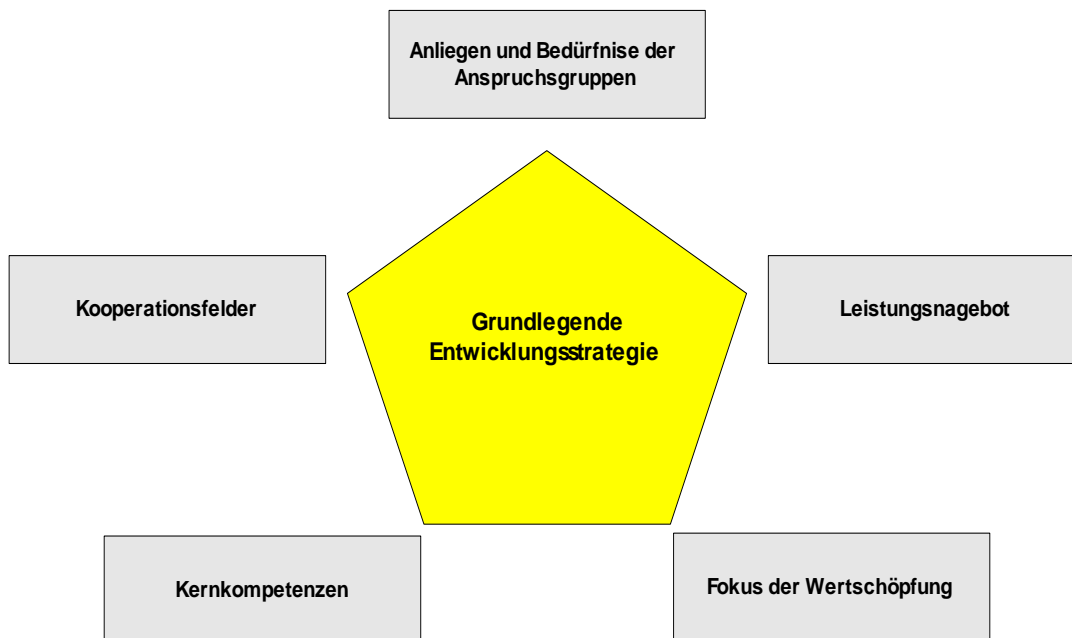 Anliegen und Bedürfnise der
Anspruchsgruppen
Kooperationsfelder
Grundlegende
Entwicklungsstrategie
Leistungsnagebot
Kernkompetenzen
Fokus der Wertschöpfung